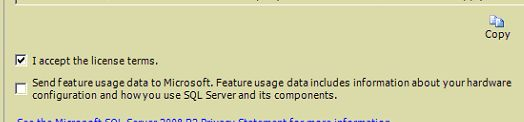 Copy
I accept the license terms.
Send feature usage data to Microsoft. Feature usage data includes information about your hardware
configuration and how you use SQL Server and its components.
See the Microsoft SQL Server 2008 R2 Privacy Statement for more information